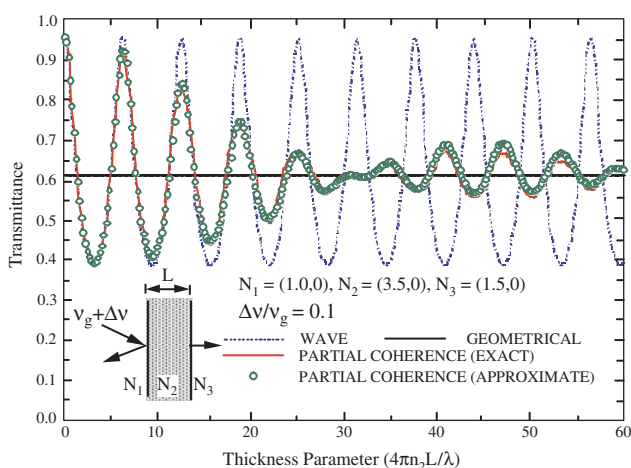 1.0
0.9
0.8
0.7
0.6
0.5
0.4
0.3
0.2
0.1
0.0
Transmittance
L
N1 = (1.0,0), N2 = (3.5,0), N3 = (1.5,0)
νg+Δν
Δν/νg = 0.1
WAVE
GEOMETRICAL
PARTIAL COHERENCE (EXACT)
PARTIAL COHERENCE (APPROXIMATE)
N1 N2 N3
0 10 20 30 40 50 60
Thickness Parameter (4πn2L/λ)